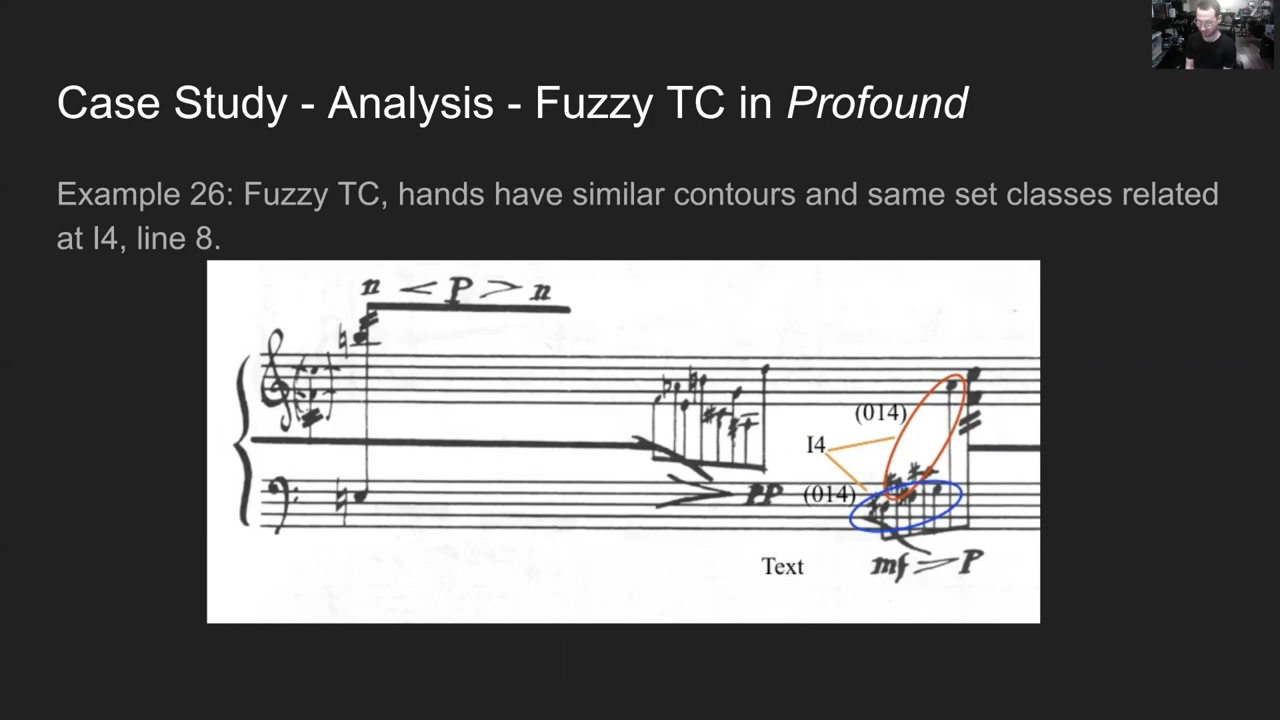 Case Study - Analysis - Fuzzy TC in Profound
Example 26: Fuzzy TC, hands have similar contours and same set classes related
at I4, line 8.
n < P > n
(014)
I4
> PP (014)
Text mf > P